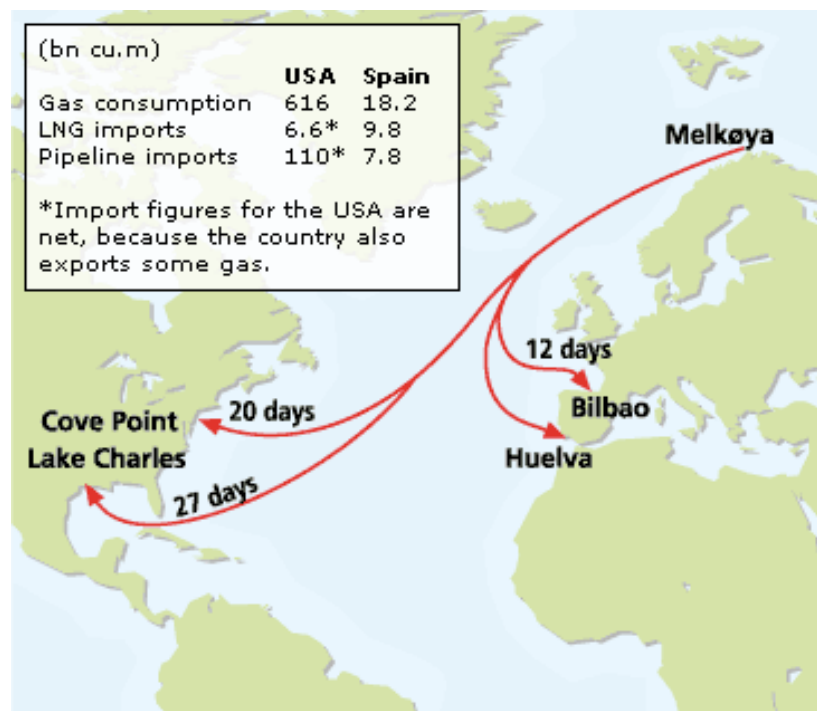 (bn cu.m)
USA Spain
Gas consumption 616 18.2
LNG imports 6.6* 9.8
Pipeline imports 110* 7.8
*Import figures for the USA are
net, because the country also
exports some gas.
Melkøya
12 days
Bilbao
Huelva
20 days
Cove Point
Lake Charles
27 days